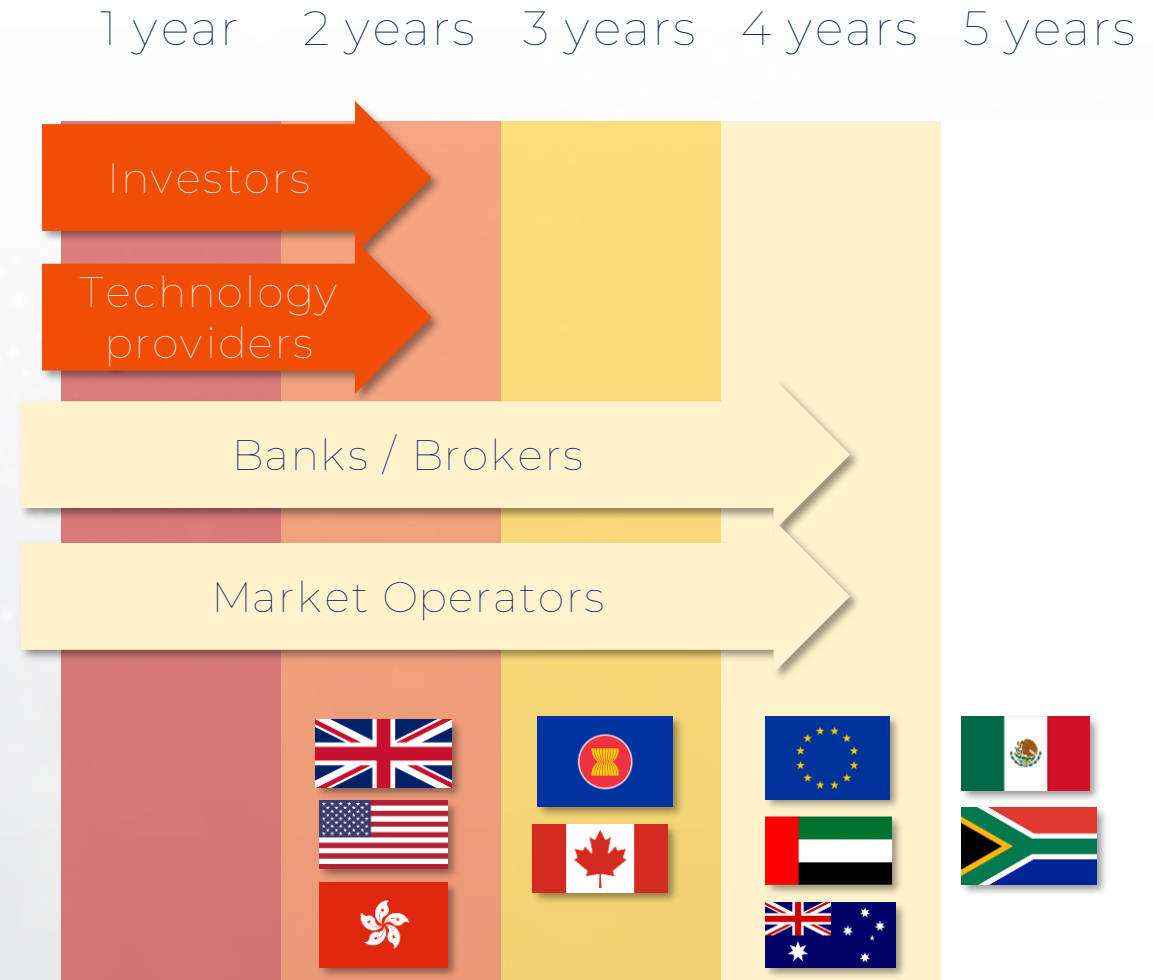 1 year 2 years 3 years 4 years 5 years
Investors
Technology
providers
Banks / Brokers
Market Operators